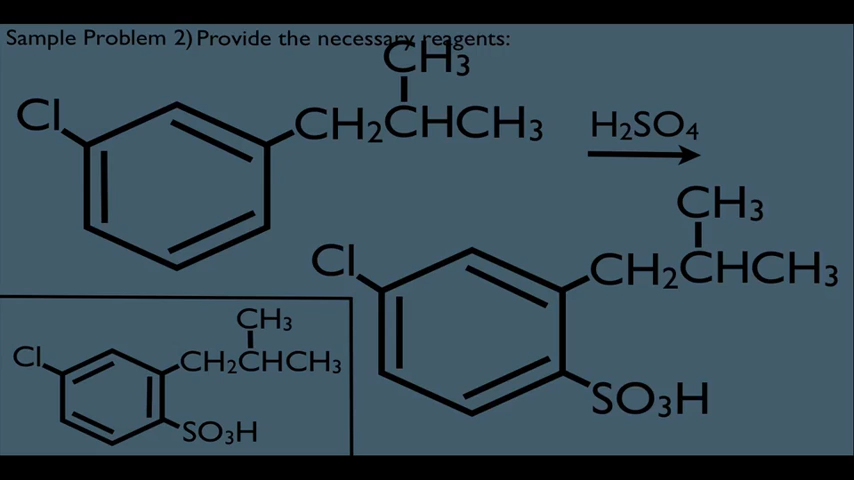 Sample Problem 2) Provide the necessary reagents:
CH3
Cl
CH2CHCH3
H2SO4
CH3
Cl
CH2CHCH3
SO3H
CH3
Cl
CH2CHCH3
SO3H